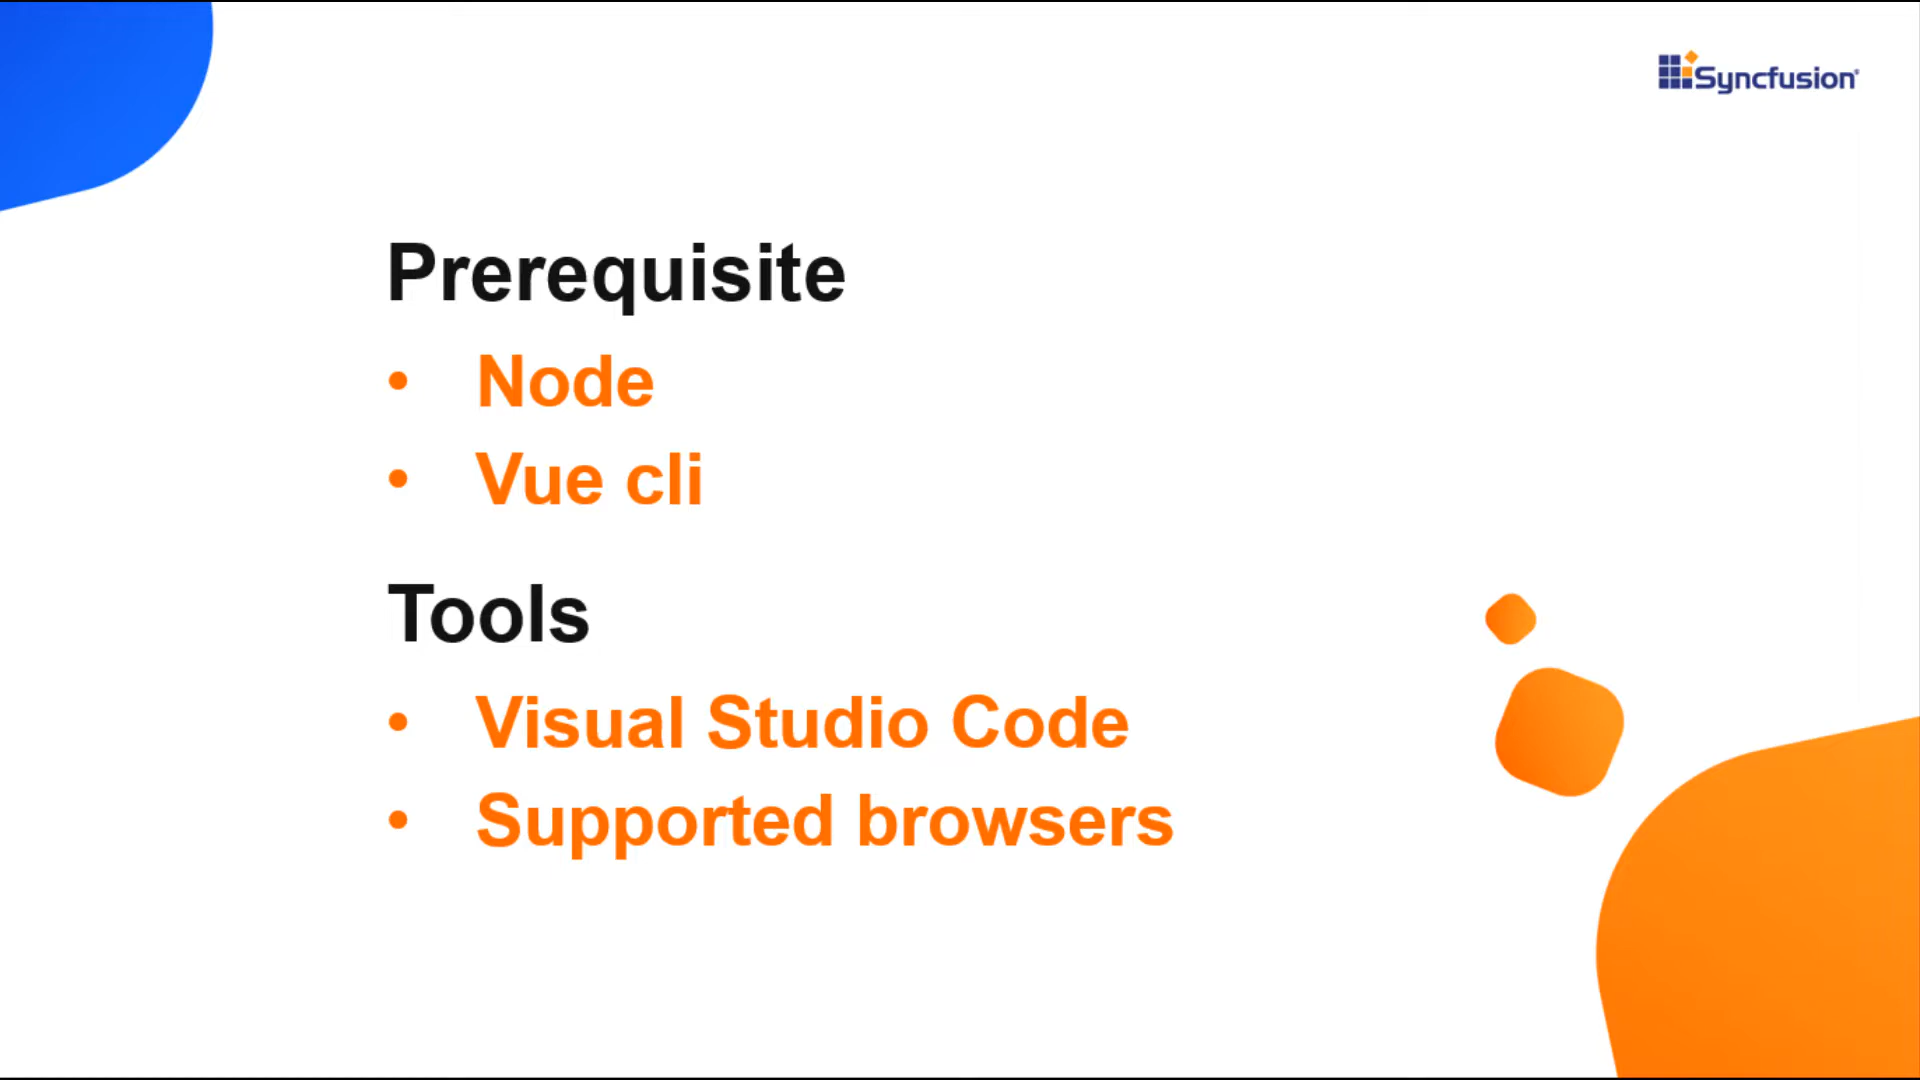 Syncfusion®
Prerequisite
• Node
• Vue cli
Tools
• Visual Studio Code
• Supported browsers